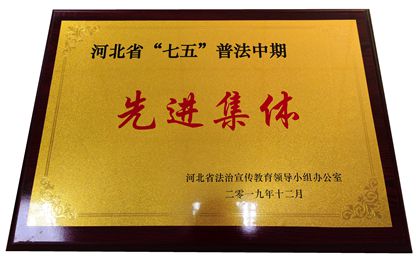 河北省“七五”普法中期
先进集体
河北省法治宣传教育领导小组办公室
二零一九年十二月